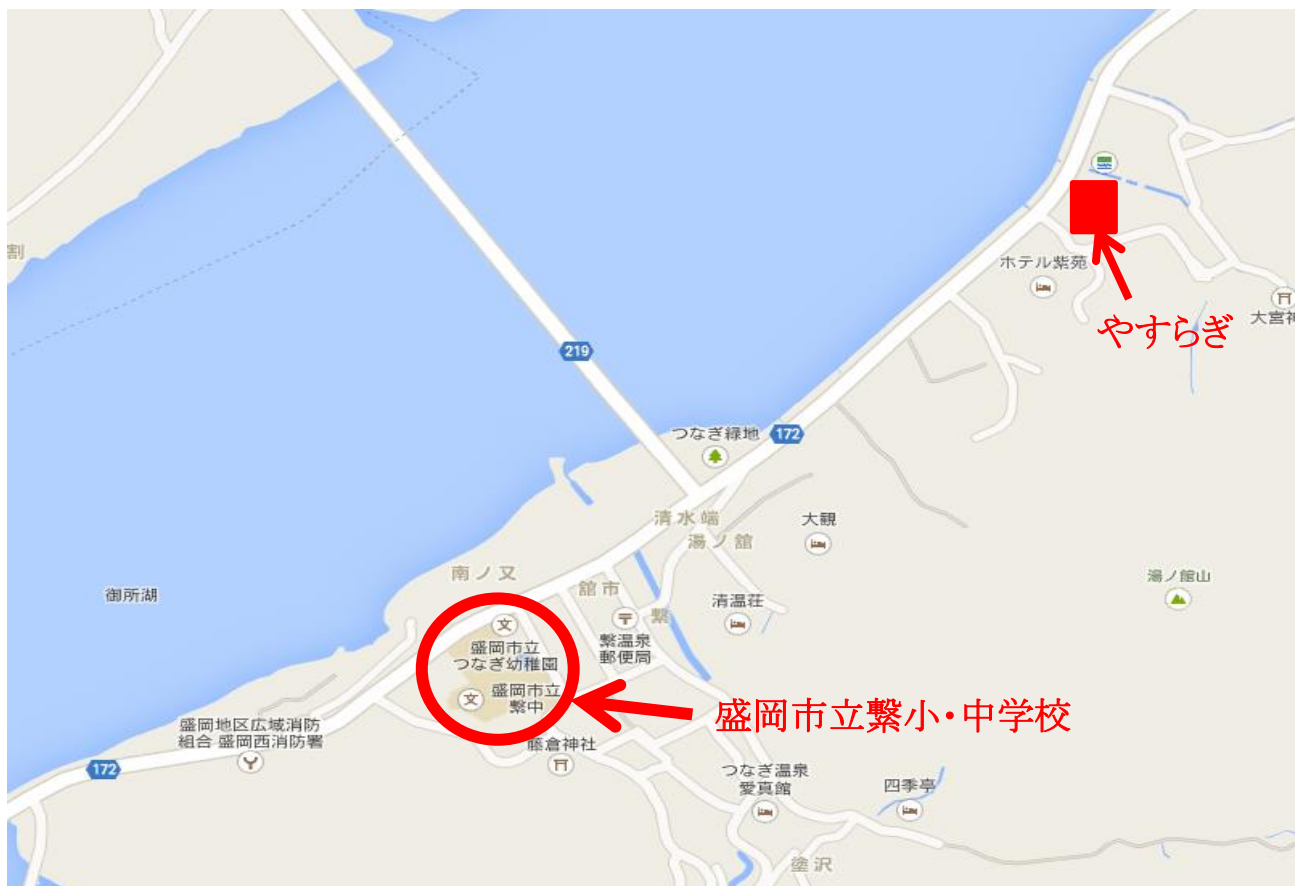 割
ホテル紫苑
大宮神
やすらぎ
219
つなぎ緑地
172
清水端
大観
湯ノ舘
南ノ又
湯ノ舘山
御所湖
舘市
清温荘
繋
繋温泉
郵便局
文
盛岡市立
つなぎ幼稚園
文
盛岡市立
繋中
盛岡市立繋小・中学校
盛岡地区広域消防
組合 盛岡西消防署
藤倉神社
172
つなぎ温泉
愛真館
四季亭
塗沢